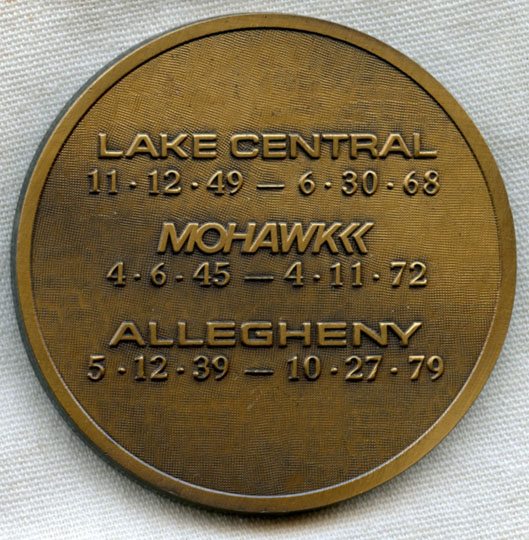 LAKE CENTRAL
11 · 12 · 49 — 6 · 30 · 68
MOHAWK
4 · 6 · 45 — 4 · 11 · 72
ALLEGHENY
5 · 12 · 39 — 10 · 27 · 79